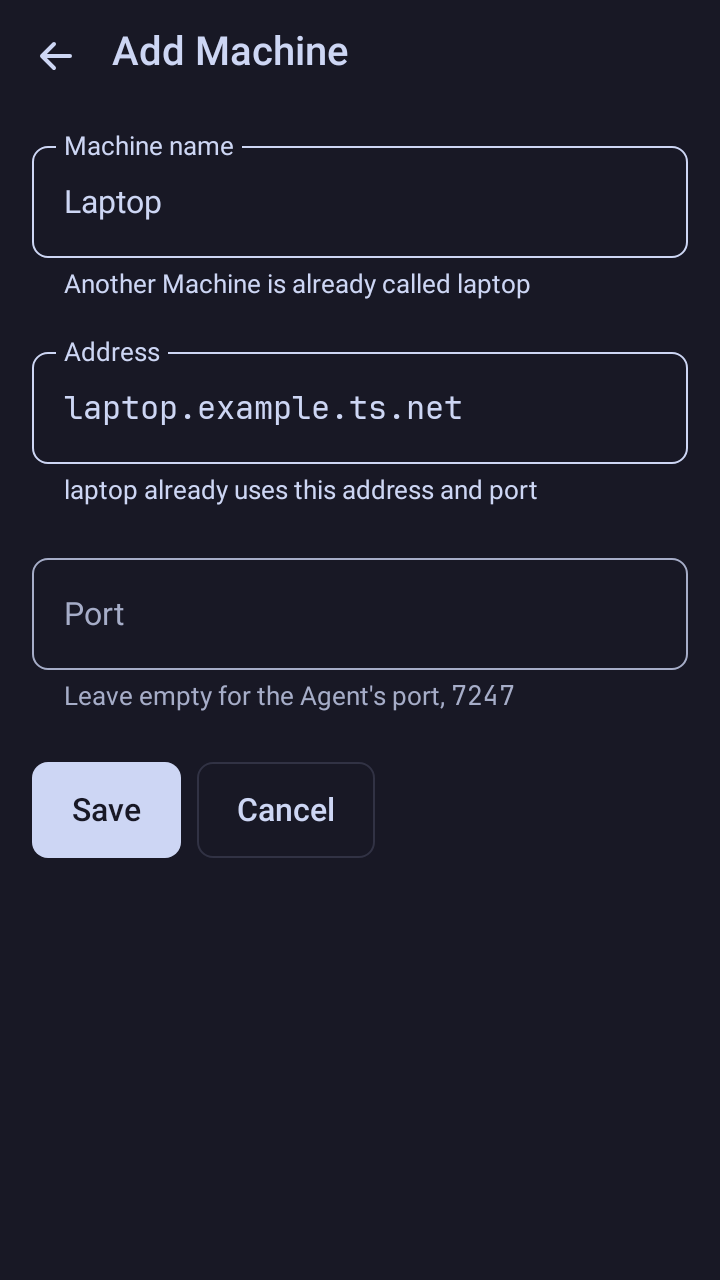 Add Machine
Machine name
Laptop
Another Machine is already called laptop
Address
laptop.example.ts.net
laptop already uses this address and port
Port
Leave empty for the Agent's port, 7247
Save
Cancel